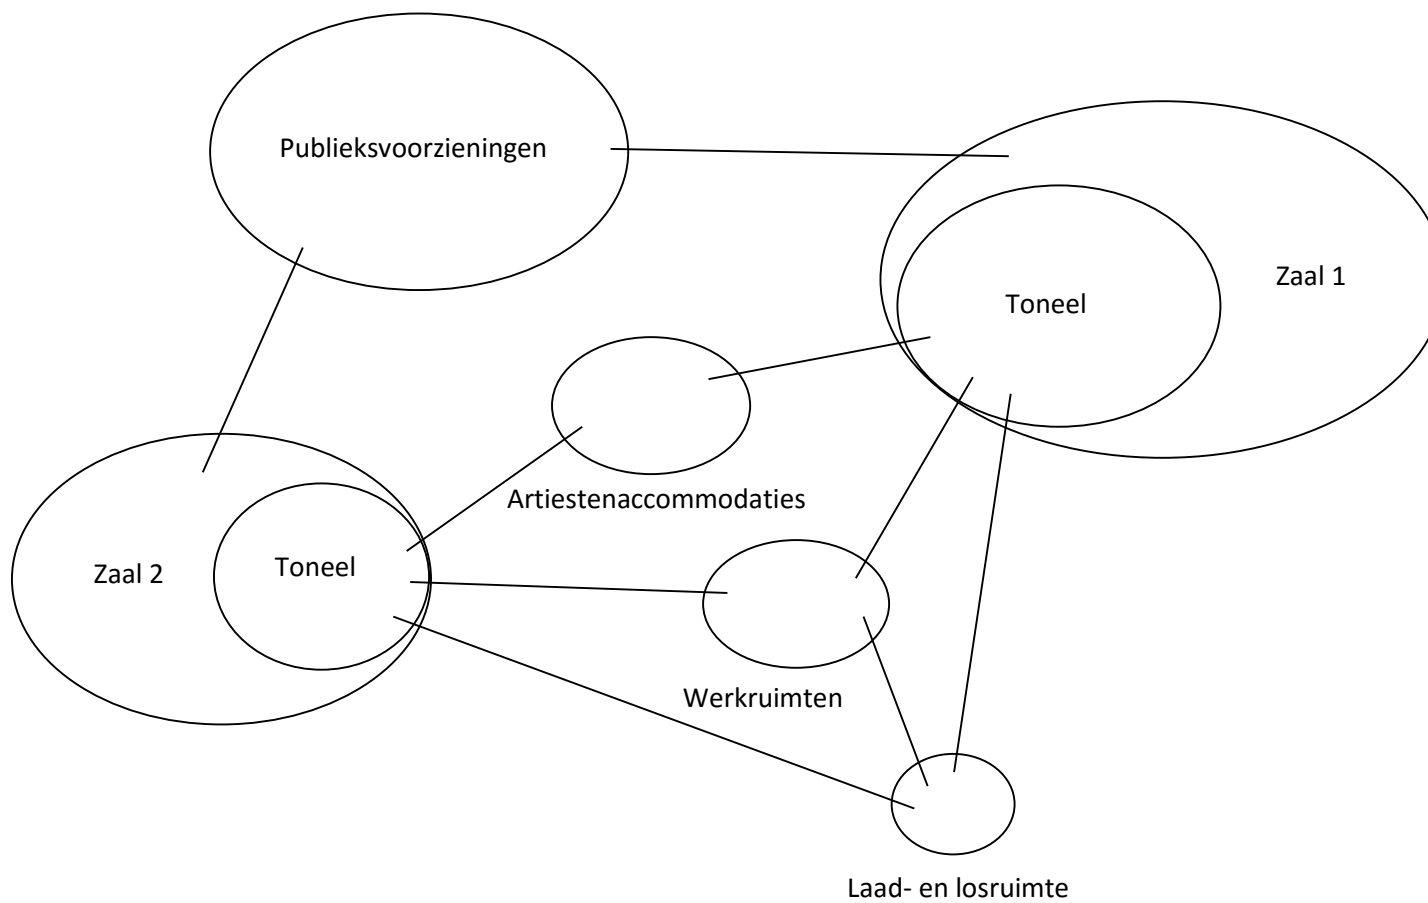 Publieksvoorzieningen
Zaal 1
Toneel
Artiestenaccommodaties
Zaal 2
Toneel
Werkruimten
Laad- en losruimte